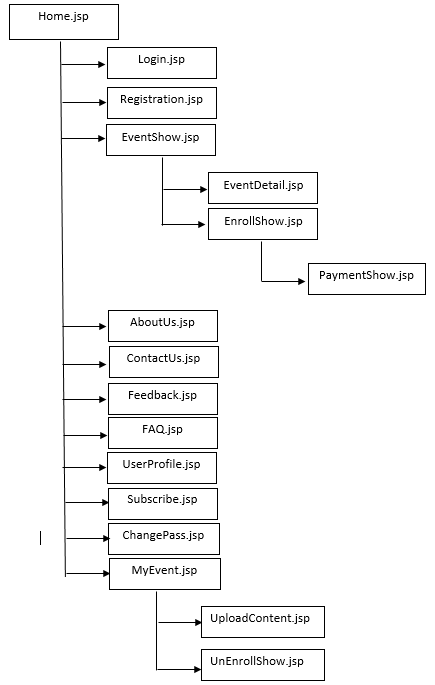 Home.jsp
Login.jsp
Registration.jsp
EventShow.jsp
EventDetail.jsp
EnrollShow.jsp
PaymentShow.jsp
AboutUs.jsp
ContactUs.jsp
Feedback.jsp
FAQ.jsp
UserProfile.jsp
Subscribe.jsp
ChangePass.jsp
MyEvent.jsp
UploadContent.jsp
UnEnrollShow.jsp